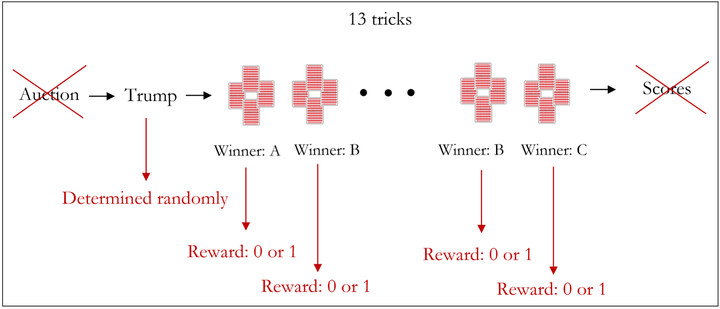 13 tricks
Auction
Trump
Scores
Winner: A
Winner: B
Winner: B
Winner: C
Determined randomly
Reward: 0 or 1
Reward: 0 or 1
Reward: 0 or 1
Reward: 0 or 1